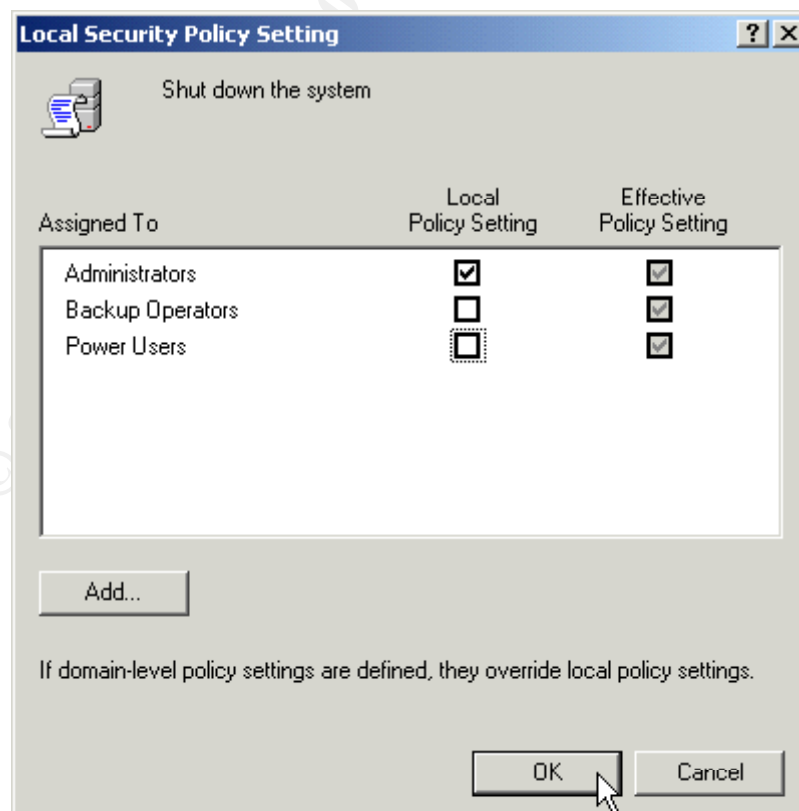 Local Security Policy Setting
Shut down the system
Assigned To
Local
Policy Setting
Effective
Policy Setting
Administrators
Backup Operators
Power Users
Add...
If domain-level policy settings are defined, they override local policy settings.
OK
Cancel